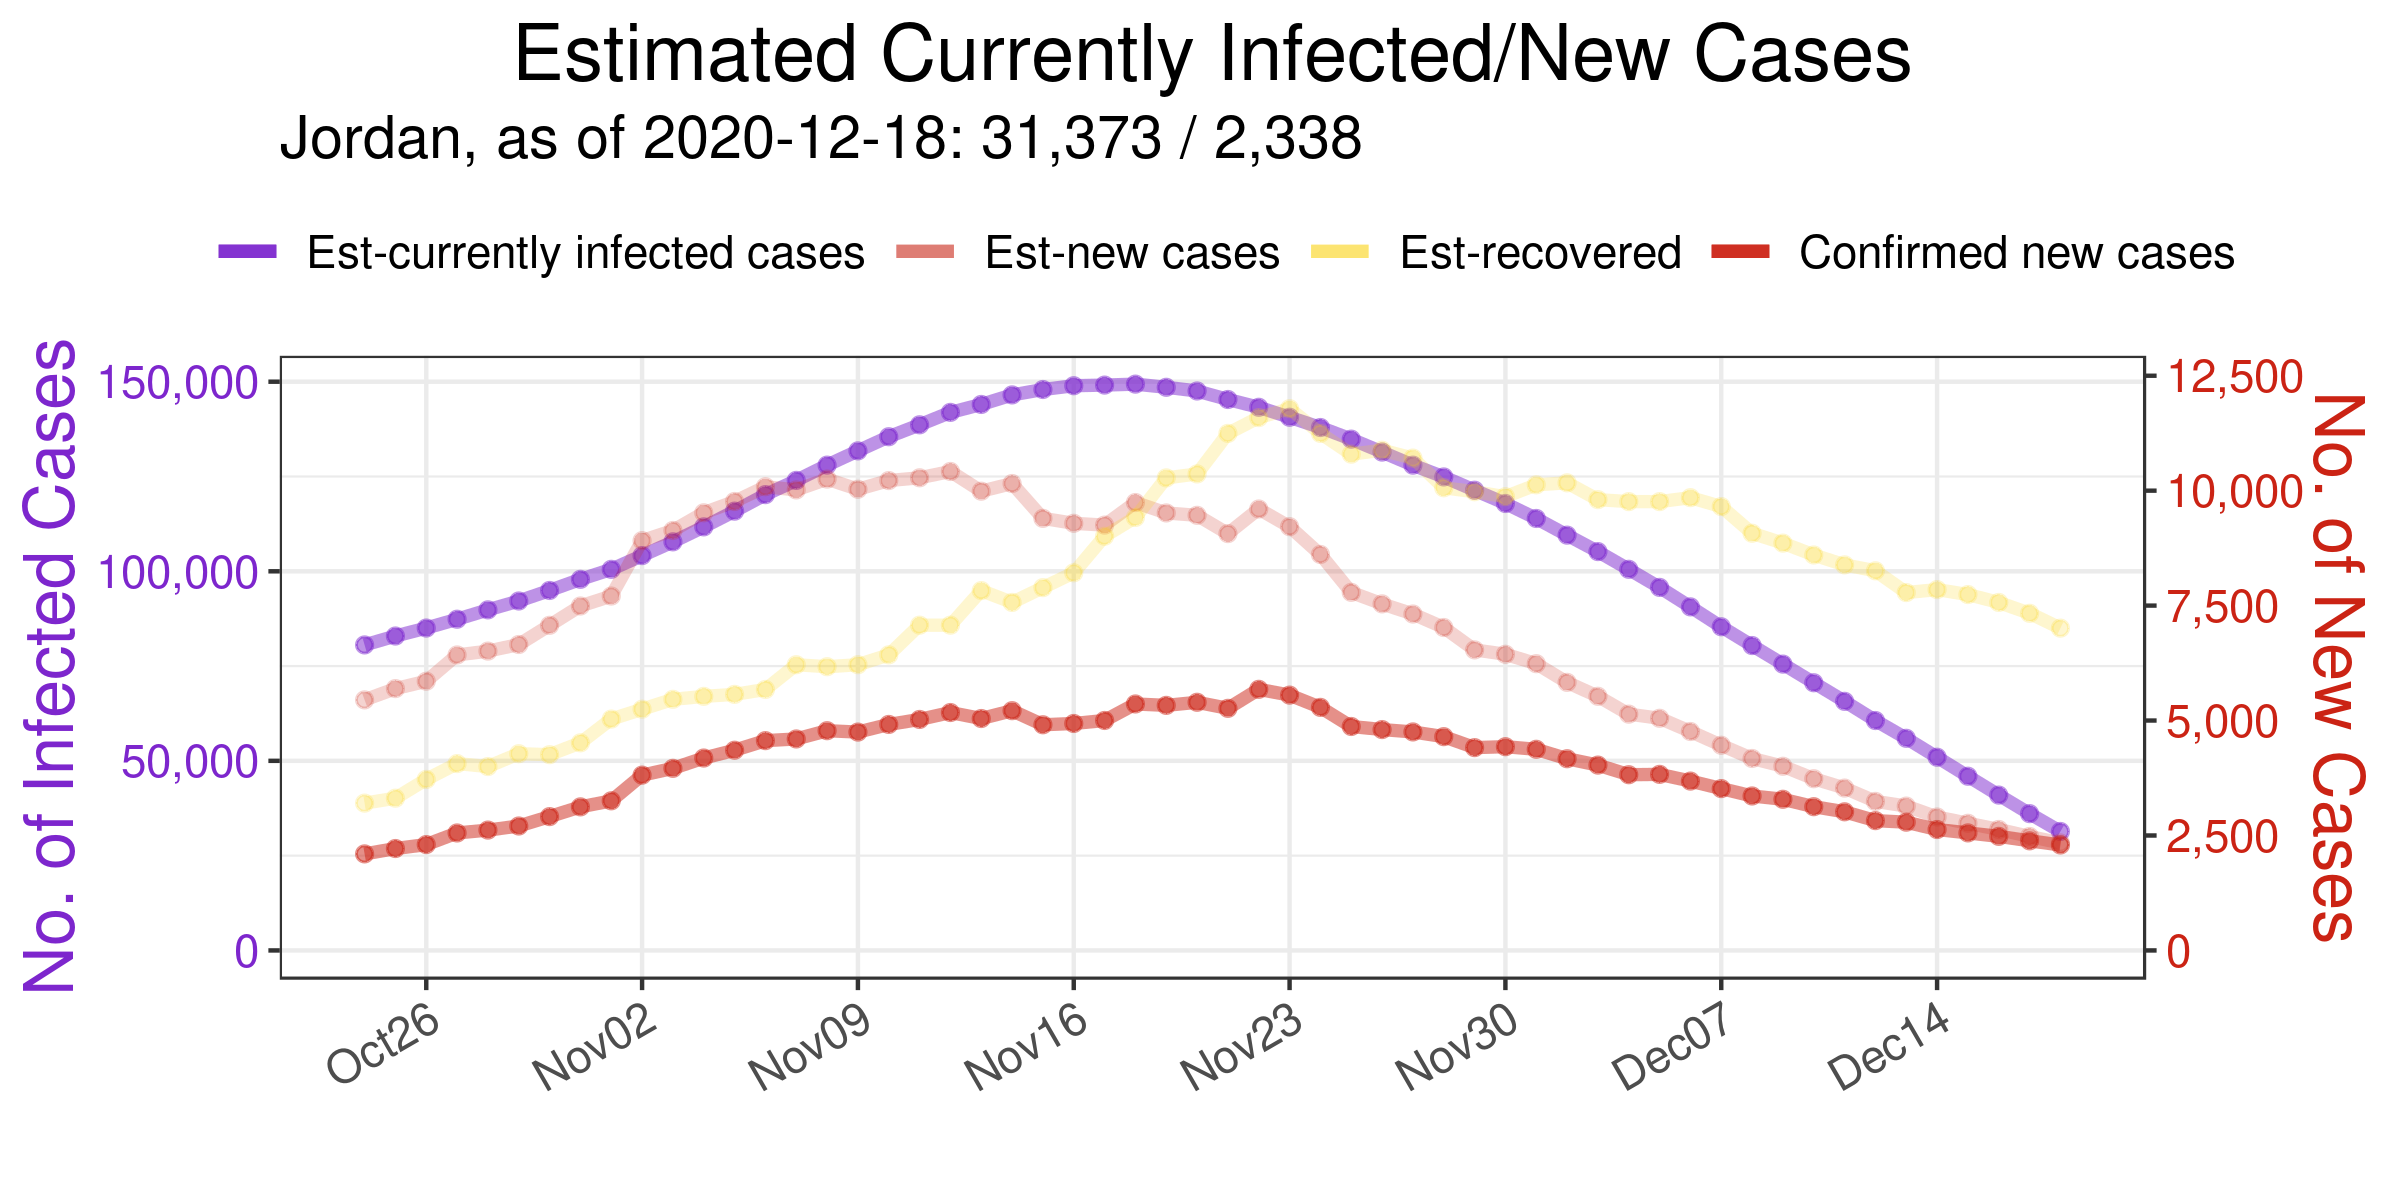 Estimated Currently Infected/New Cases
Jordan, as of 2020-12-18: 31,373 / 2,338
Est-currently infected cases Est-new cases Est-recovered Confirmed new cases
No. of Infected Cases
150,000
100,000
50,000
0
12,500
10,000
7,500
5,000
2,500
0
No. of New Cases
Oct26 Nov02 Nov09 Nov16 Nov23 Nov30 Dec07 Dec14